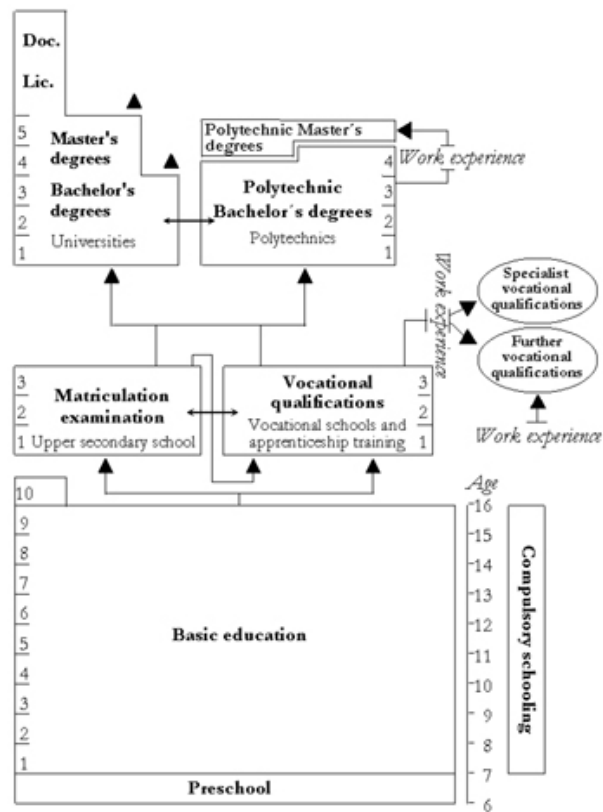 Doc.
Lic.
5
4
3
2
1
Master's
degrees
Bachelor's
degrees
Universities
Polytechnic Master´s
degrees
Work experience
Polytechnic
Bachelor´s degrees
Polytechnics
4
3
2
1
Work experience
Specialist
vocational
qualifications
Further
vocational
qualifications
Work experience
3
2
1
Matriculation
examination
Upper secondary school
Vocational
qualifications
Vocational schools and
apprenticeship training
3
2
1
10
9
8
7
6
5
4
3
2
1
Basic education
Preschool
Age
16
15
14
13
12
11
10
9
8
7
6
Compulsory schooling